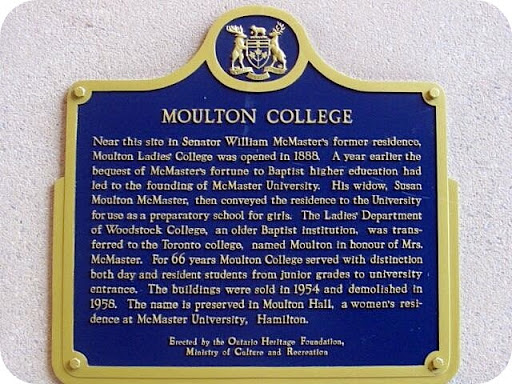 MOULTON COLLEGE
Near this site in Senator William McMaster's former residence,
Moulton Ladies' College was opened in 1888. A year earlier the
bequest of McMaster's fortune to Baptist higher education had
led to the founding of McMaster University. His widow, Susan
Moulton McMaster, then conveyed the residence to the University
for use as a preparatory school for girls. The Ladies' Department
of Woodstock College, an older Baptist institution, was trans-
ferred to the Toronto college, named Moulton in honour of Mrs.
McMaster. For 66 years Moulton College served with distinction
both day and resident students from junior grades to university
entrance. The buildings were sold in 1954 and demolished in
1958. The name is preserved in Moulton Hall, a women's resi-
dence at McMaster University, Hamilton.
Erected by the Ontario Heritage Foundation,
Ministry of Culture and Recreation